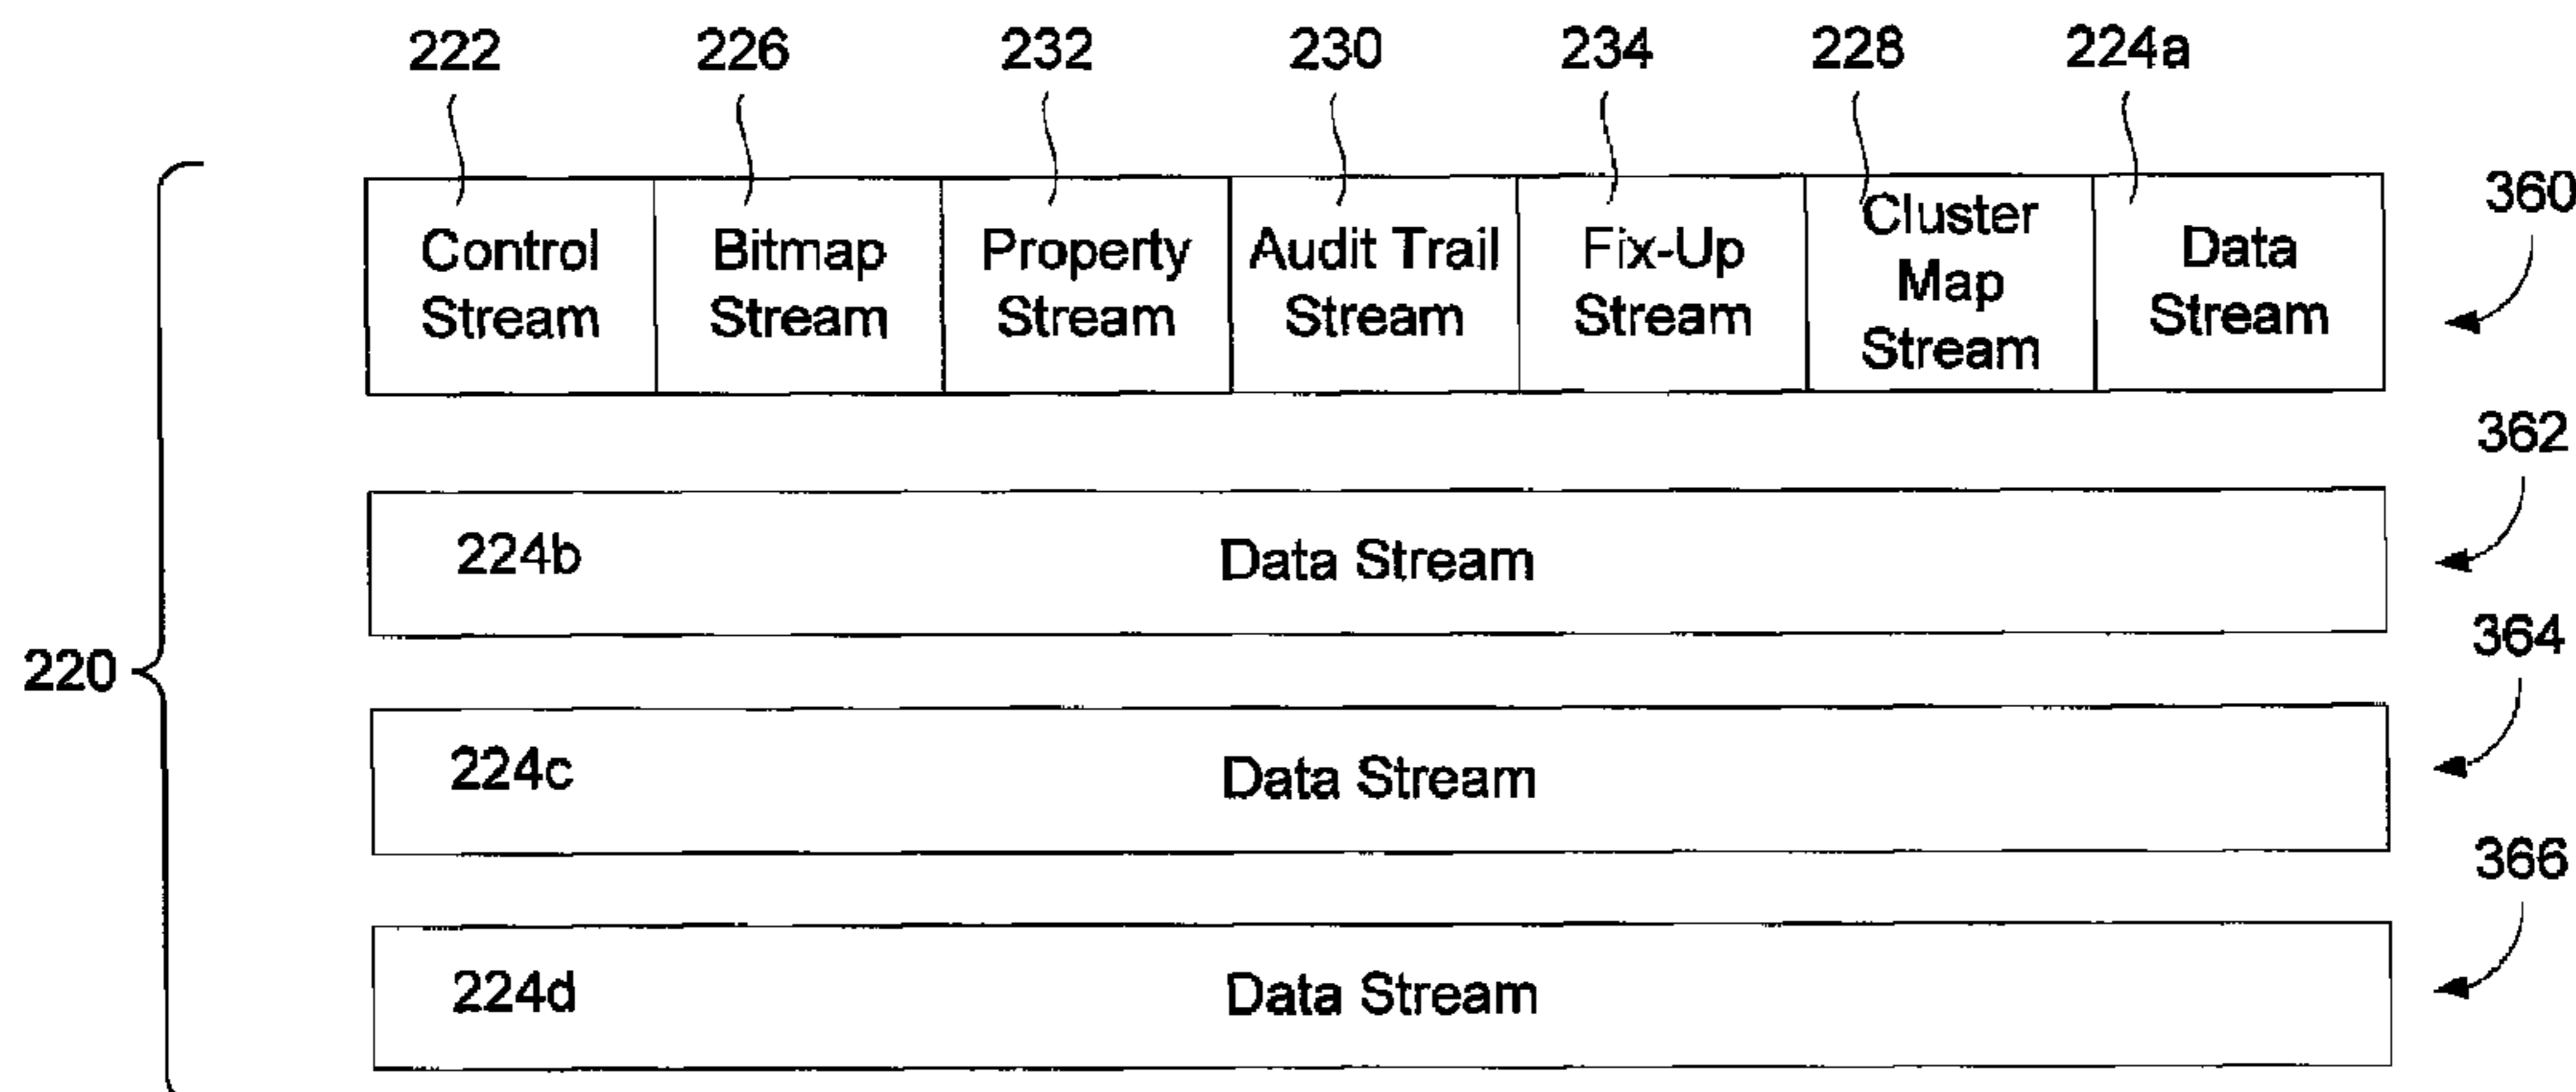 222 226 232 230 234 228 224a
360
Control Stream
Bitmap Stream
Property Stream
Audit Trail Stream
Fix-Up Stream
Cluster Map Stream
Data Stream
362
224b Data Stream
364
220
224c Data Stream
366
224d Data Stream